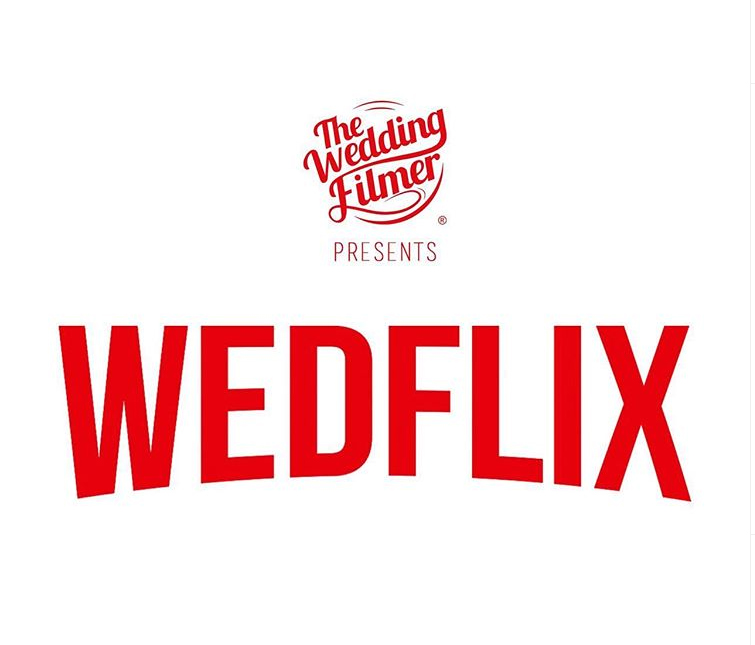 The
Wedding
Filmer
®
PRESENTS
WEDFLIX